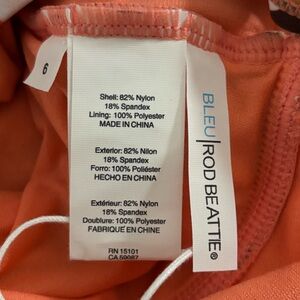 6
Shell: 82% Nylon
18% Spandex
Lining: 100% Polyester
MADE IN CHINA
Exterior: 82% Nilon
18% Spandex
Forro: 100% Poliéster
HECHO EN CHINA
Extérieur: 82% Nylon
18% Spandex
Doublure: 100% Polyester
FABRIQUE EN CHINE
RN 15101
CA 59087
BLEU|ROD BEATTIE®